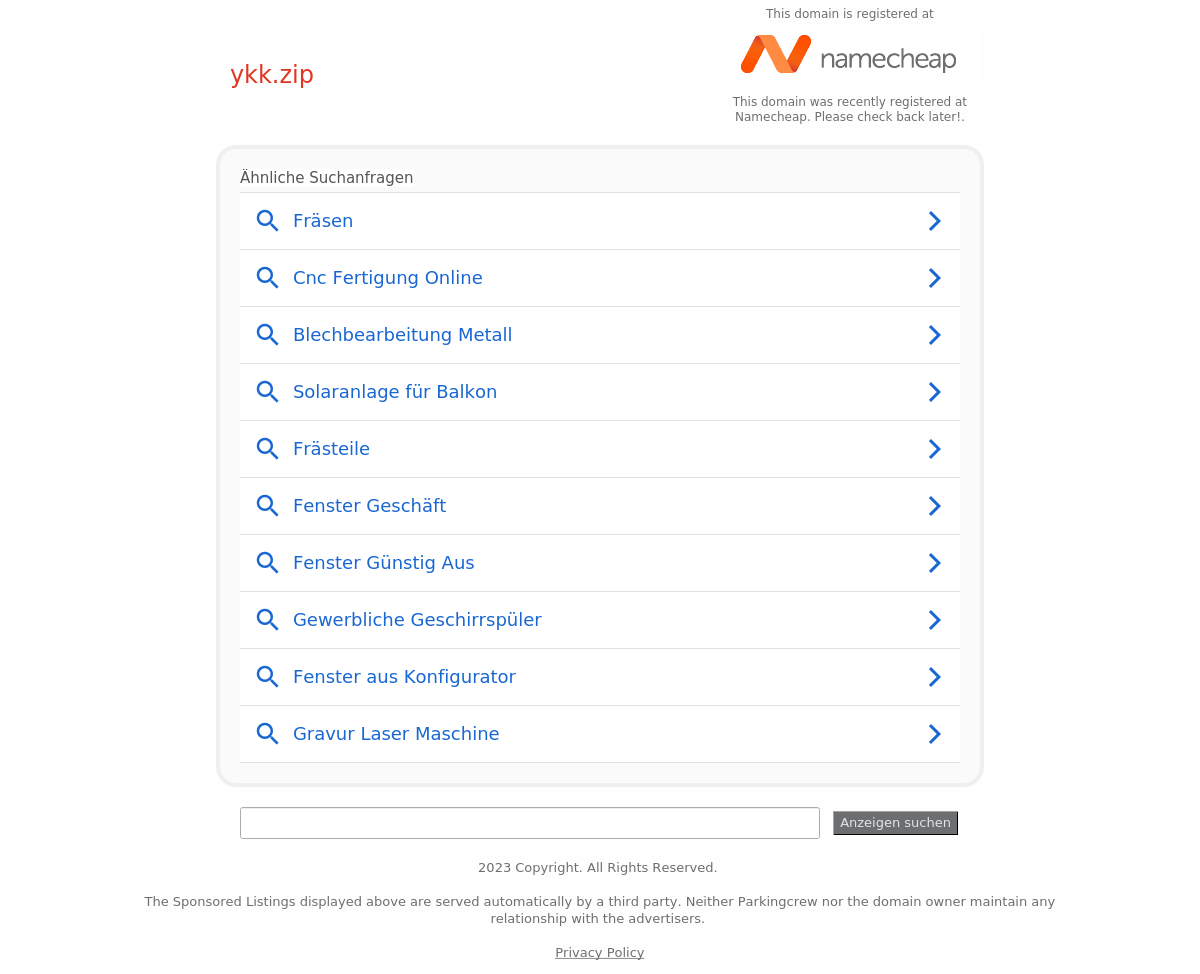 This domain is registered at
namecheap
ykk.zip
This domain was recently registered at
Namecheap. Please check back later!.
Ähnliche Suchanfragen
Fräsen
Cnc Fertigung Online
Blechbearbeitung Metall
Solaranlage für Balkon
Frästeile
Fenster Geschäft
Fenster Günstig Aus
Gewerbliche Geschirrspüler
Fenster aus Konfigurator
Gravur Laser Maschine
Anzeigen suchen
2023 Copyright. All Rights Reserved.
The Sponsored Listings displayed above are served automatically by a third party. Neither Parkingcrew nor the domain owner maintain any
relationship with the advertisers.
Privacy Policy